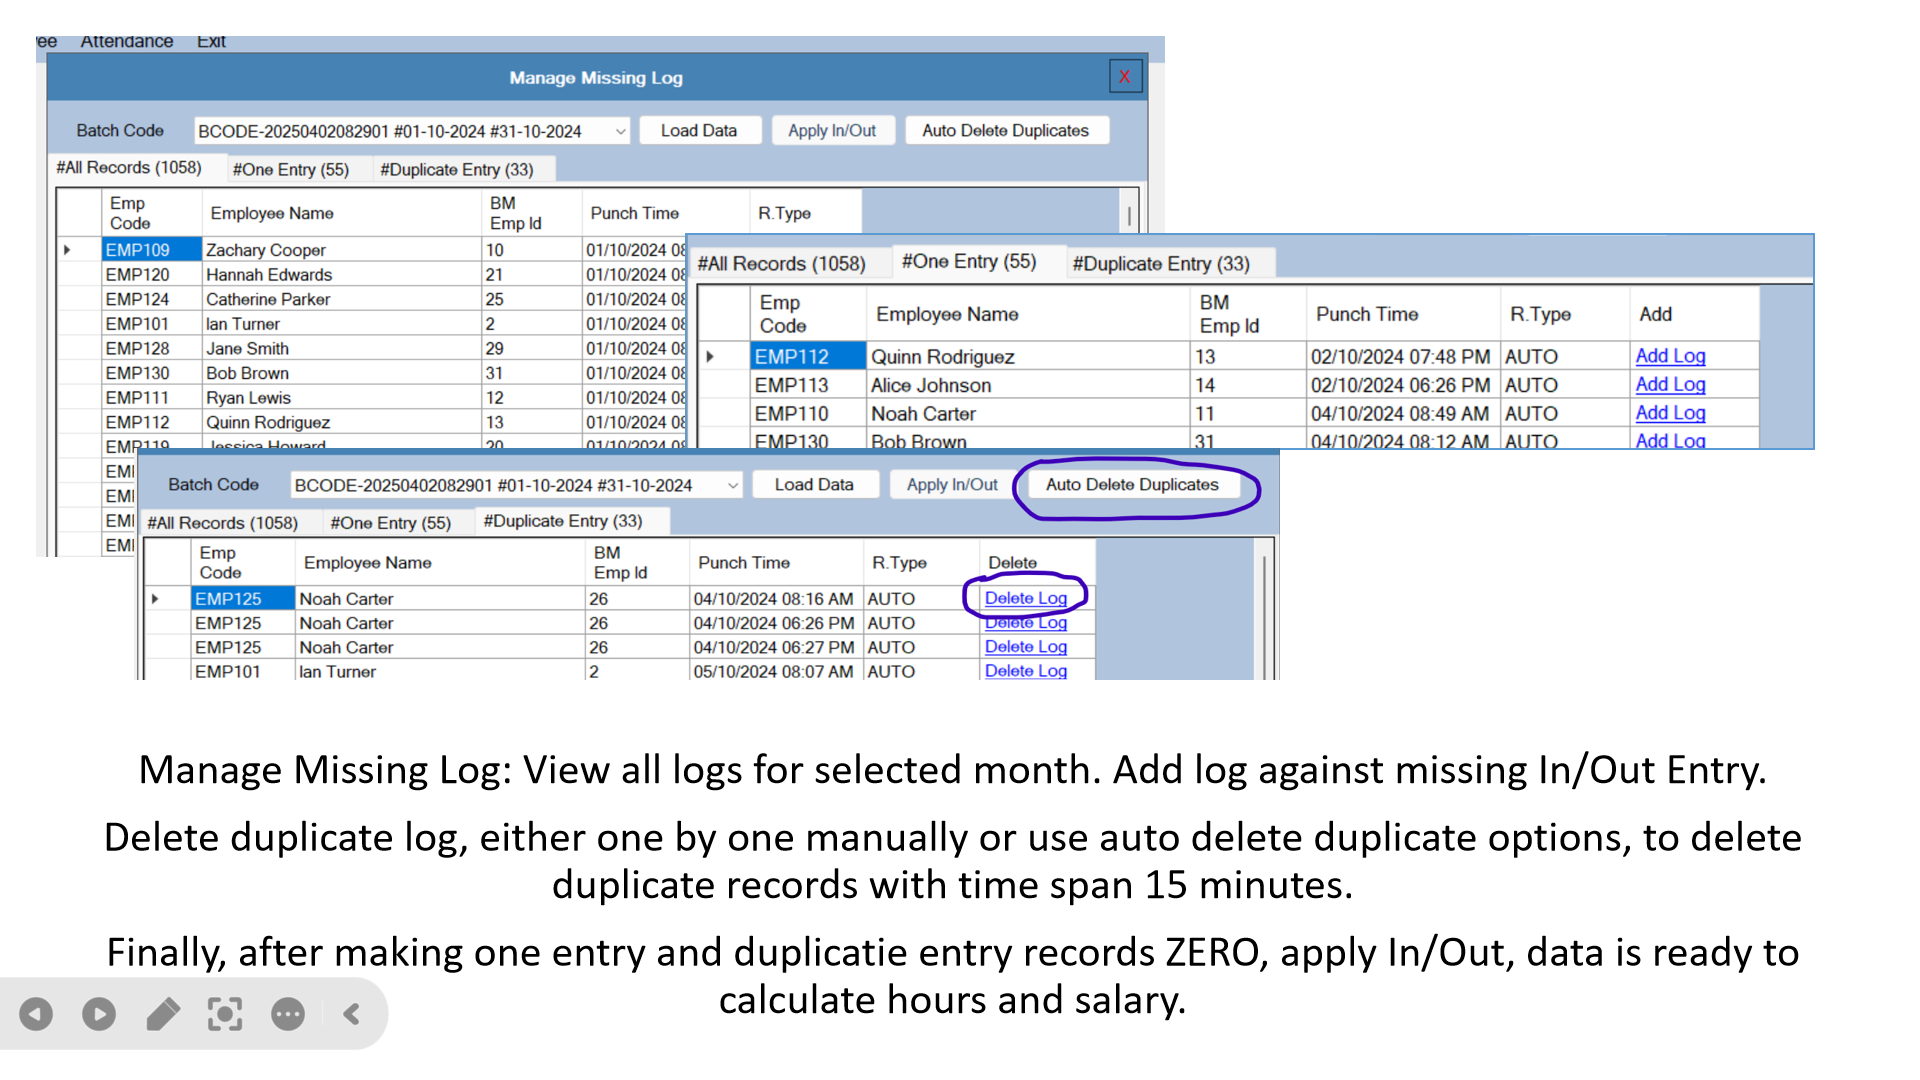 ee Attendance Exit
Manage Missing Log X
Batch Code BCODE-20250402082901 #01-10-2024 #31-10-2024 Load Data Apply In/Out Auto Delete Duplicates
#All Records (1058) #One Entry (55) #Duplicate Entry (33)
Emp Code Employee Name BM Emp Id Punch Time R.Type
EMP109 Zachary Cooper 10 01/10/2024 08
EMP120 Hannah Edwards 21 01/10/2024 08
EMP124 Catherine Parker 25 01/10/2024 08
EMP101 Ian Turner 2 01/10/2024 08
EMP128 Jane Smith 29 01/10/2024 08
EMP130 Bob Brown 31 01/10/2024 08
EMP111 Ryan Lewis 12 01/10/2024 08
EMP112 Quinn Rodriguez 13 01/10/2024 08
EMP119 Jessica Howard 20 01/10/2024 08
EMI
EMI
EMI
EMI
#All Records (1058) #One Entry (55) #Duplicate Entry (33)
Emp Code Employee Name BM Emp Id Punch Time R.Type Add
EMP112 Quinn Rodriguez 13 02/10/2024 07:48 PM AUTO Add Log
EMP113 Alice Johnson 14 02/10/2024 06:26 PM AUTO Add Log
EMP110 Noah Carter 11 04/10/2024 08:49 AM AUTO Add Log
EMP130 Bob Brown 31 04/10/2024 08:12 AM AUTO Add Log
Batch Code BCODE-20250402082901 #01-10-2024 #31-10-2024 Load Data Apply In/Out Auto Delete Duplicates
#All Records (1058) #One Entry (55) #Duplicate Entry (33)
Emp Code Employee Name BM Emp Id Punch Time R.Type Delete
EMP125 Noah Carter 26 04/10/2024 08:16 AM AUTO Delete Log
EMP125 Noah Carter 26 04/10/2024 06:26 PM AUTO Delete Log
EMP125 Noah Carter 26 04/10/2024 06:27 PM AUTO Delete Log
EMP101 Ian Turner 2 05/10/2024 08:07 AM AUTO Delete Log
Manage Missing Log: View all logs for selected month. Add log against missing In/Out Entry.
Delete duplicate log, either one by one manually or use auto delete duplicate options, to delete
duplicate records with time span 15 minutes.
Finally, after making one entry and duplicatie entry records ZERO, apply In/Out, data is ready to
calculate hours and salary.